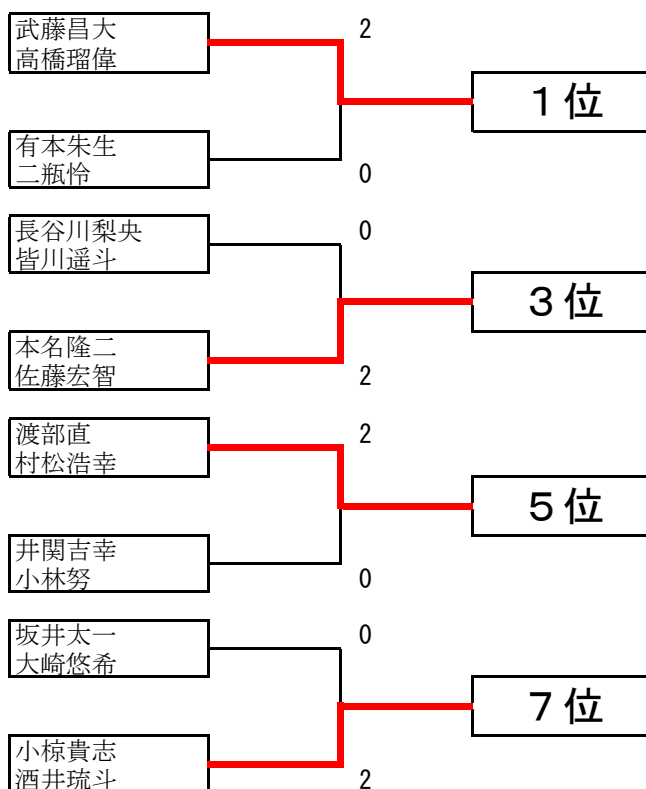 武藤昌大
高橋瑠偉
2
1位
有本朱生
二瓶怜
0
長谷川梨央
皆川遥斗
0
3位
本名隆二
佐藤宏智
2
渡部直
村松浩幸
2
5位
井関吉幸
小林努
0
坂井太一
大崎悠希
0
7位
小椋貴志
酒井琉斗
2